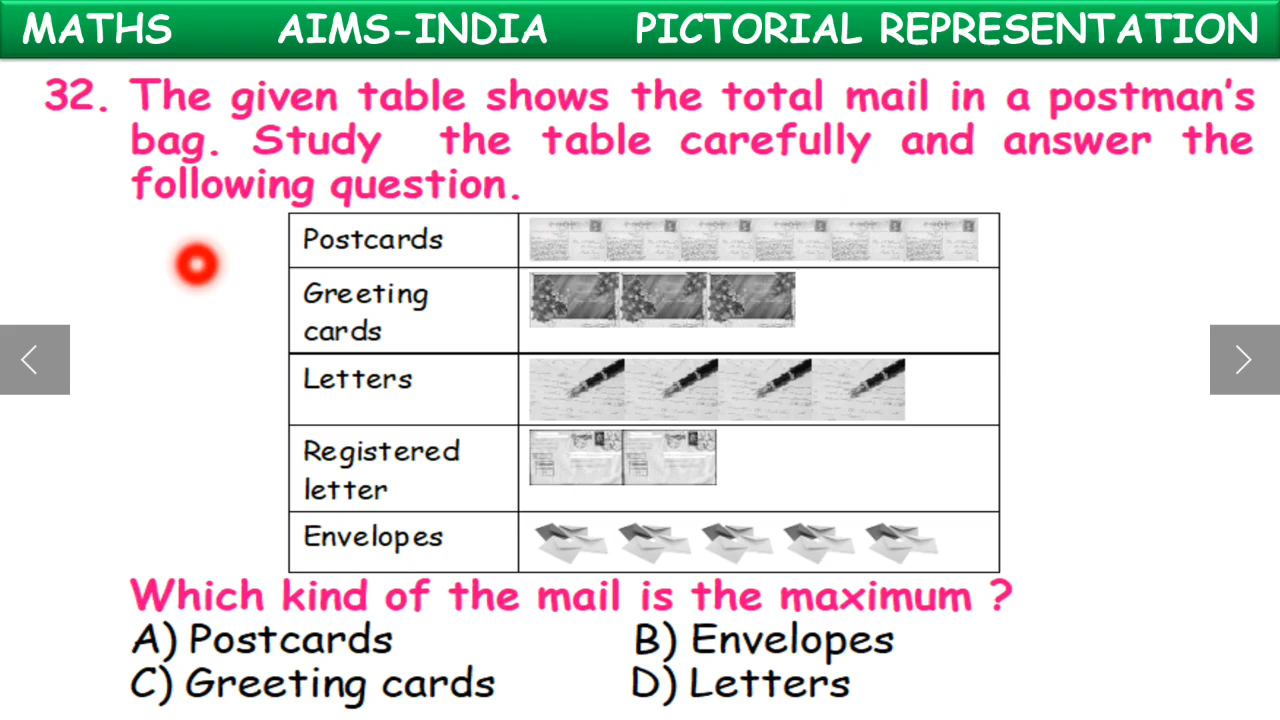 MATHS AIMS-INDIA PICTORIAL REPRESENTATION
32. The given table shows the total mail in a postman's
bag. Study the table carefully and answer the
following question.
Postcards
Greeting
cards
Letters
Registered
letter
Envelopes
Which kind of the mail is the maximum ?
A) Postcards B) Envelopes
C) Greeting cards D) Letters